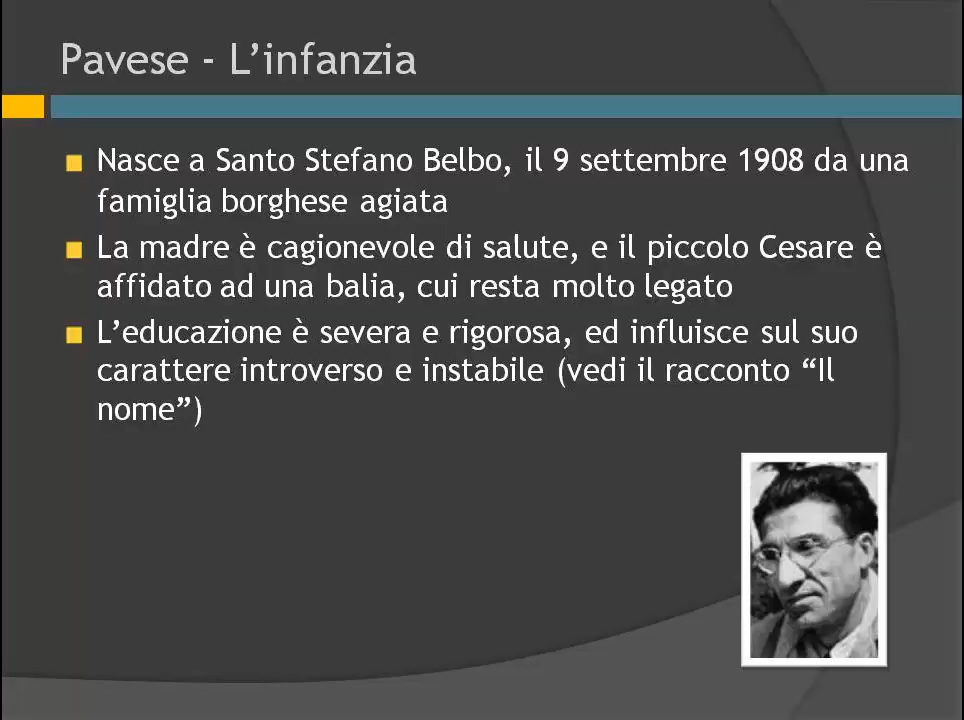 Pavese - L’infanzia
Nasce a Santo Stefano Belbo, il 9 settembre 1908 da una
famiglia borghese agiata
La madre è cagionevole di salute, e il piccolo Cesare è
affidato ad una balia, cui resta molto legato
L’educazione è severa e rigorosa, ed influisce sul suo
carattere introverso e instabile (vedi il racconto “Il
nome”)